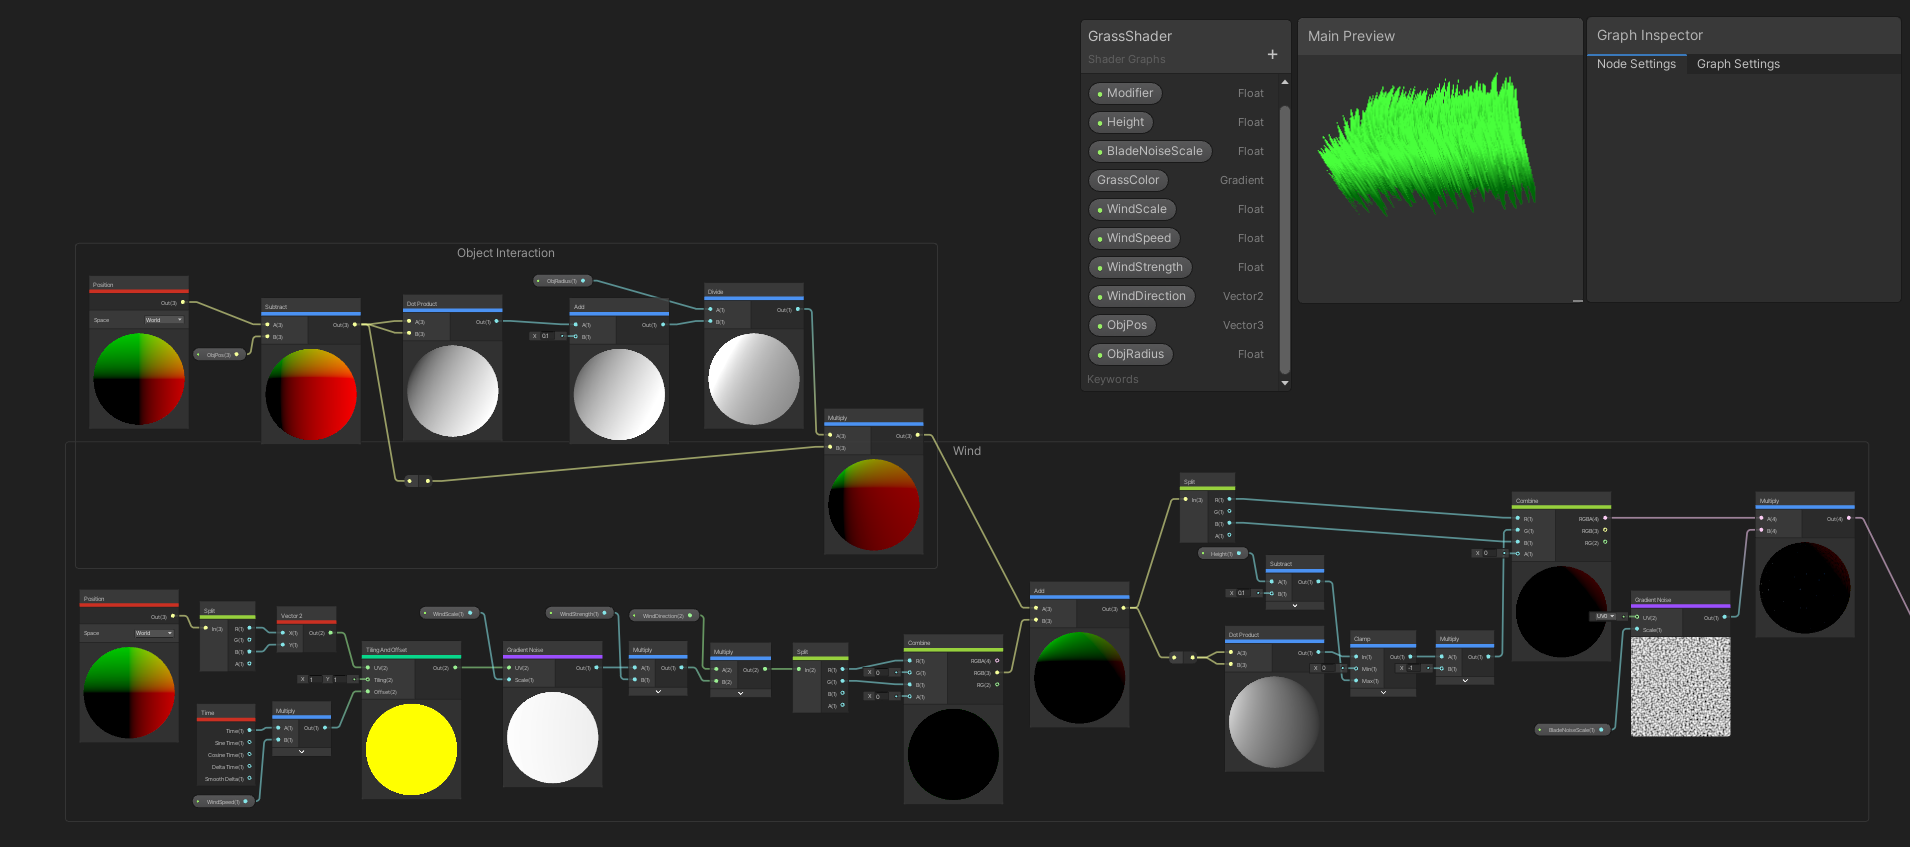 GrassShader
Shader Graphs
+
Modifier Float
Height Float
BladeNoiseScale Float
GrassColor Gradient
WindScale Float
WindSpeed Float
WindStrength Float
WindDirection Vector2
ObjPos Vector3
ObjRadius Float
Keywords
Main Preview
Graph Inspector
Node Settings Graph Settings
Object Interaction
Position
Out(3)
Space World
ObjPos(3)
Subtract
A(3) Out(3)
B(3)
Dot Product
A(3) Out(1)
B(3)
ObjRadius(1)
X 0.1
Add
A(1) Out(1)
B(1)
Divide
A(1) Out(1)
B(1)
Multiply
A(3) Out(3)
B(3)
Wind
Position
Out(3)
Space World
Split
In(3) R(1)
G(1)
B(1)
A(1)
Vector 2
X(1) Out(2)
Y(1)
Time
Time(1)
Sine Time(1)
Cosine Time(1)
Delta Time(1)
Smooth Delta(1)
WindSpeed(1)
Multiply
A(1) Out(1)
B(1)
X 1 Y 1
Tiling And Offset
UV(2) Out(2)
Tiling(2)
Offset(2)
WindScale(1)
Gradient Noise
UV(2) Out(1)
Scale(1)
WindStrength(1)
Multiply
A(1) Out(1)
B(1)
WindDirection(2)
Multiply
A(2) Out(2)
B(2)
Split
In(2) R(1)
G(1)
B(1)
A(1)
X 0
X 0
Combine
R(1) RGBA(4)
G(1) RGB(3)
B(1) RG(2)
A(1)
Add
A(3) Out(3)
B(3)
Split
In(3) R(1)
G(1)
B(1)
A(1)
Height(1)
X 0.1
Subtract
A(1) Out(1)
B(1)
Dot Product
A(3) Out(1)
B(3)
X 0
Clamp
In(1) Out(1)
Min(1)
Max(1)
X -1
Multiply
A(1) Out(1)
B(1)
X 0
Combine
R(1) RGBA(4)
G(1) RGB(3)
B(1) RG(2)
A(1)
UV0
Gradient Noise
UV(2) Out(1)
Scale(1)
BladeNoiseScale(1)
Multiply
A(4) Out(4)
B(4)